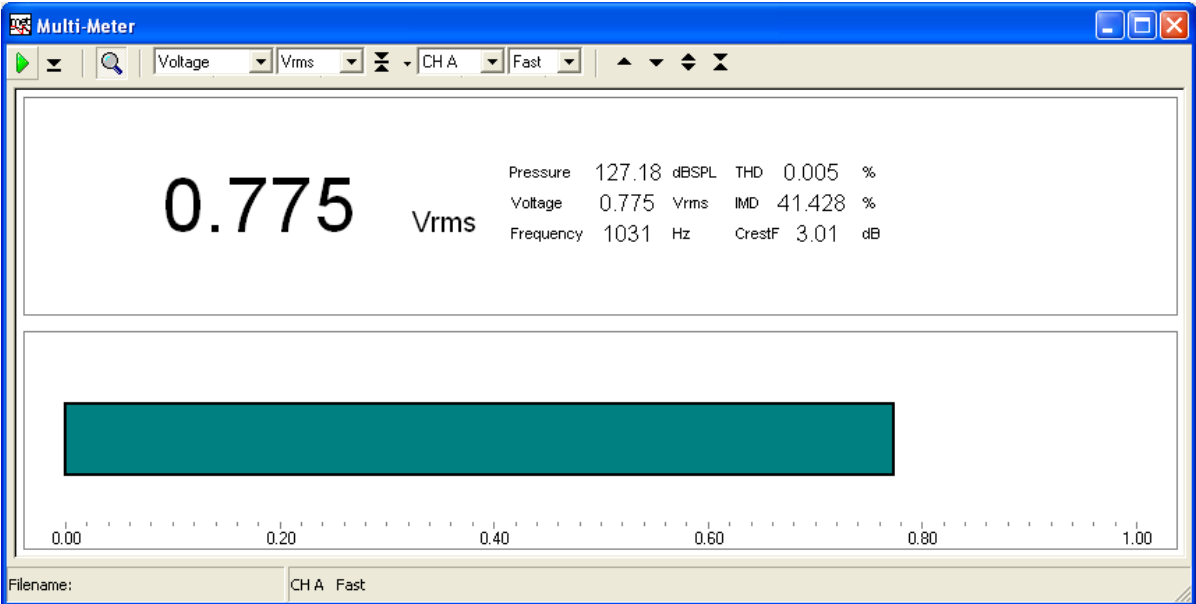 Multi-Meter
Voltage Vrms CH A Fast
0.775 Vrms
Pressure 127.18 dBSPL THD 0.005 %
Voltage 0.775 Vrms IMD 41.428 %
Frequency 1031 Hz CrestF 3.01 dB
0.00 0.20 0.40 0.60 0.80 1.00
Filename: CH A Fast